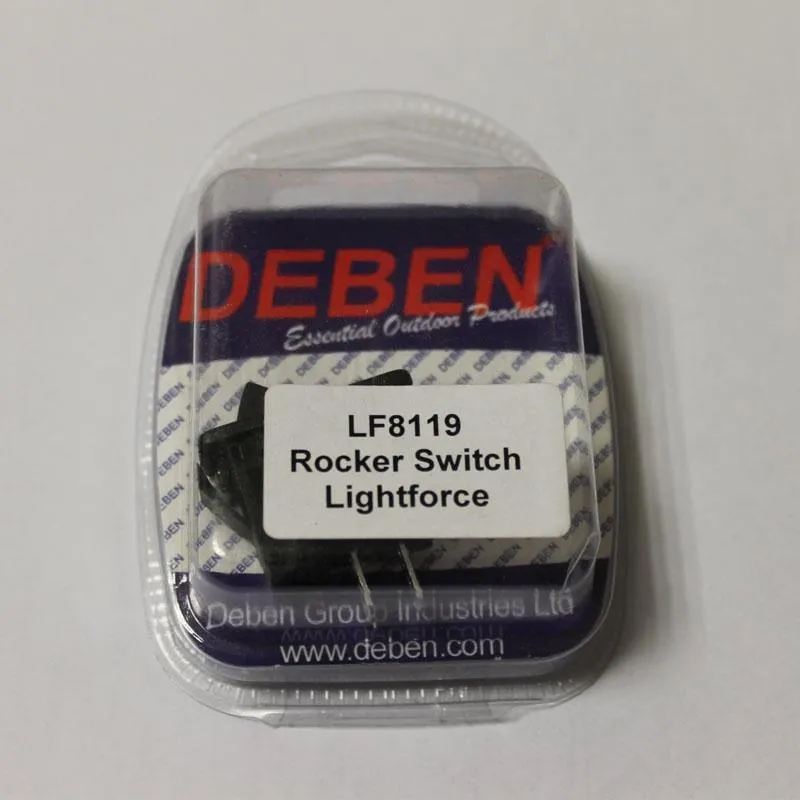 DEBEN
Essential Outdoor Products
LF8119
Rocker Switch
Lightforce
Deben Group Industries Ltd
www.deben.com